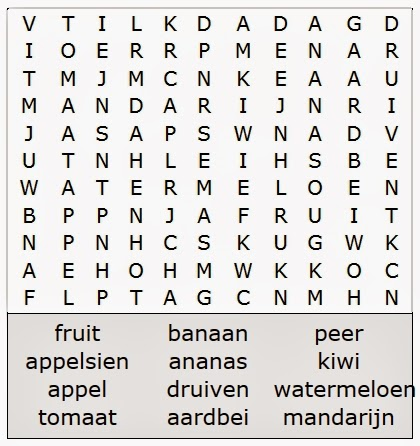 V T I L K D A D A G D
I O E R R P M E N A R
T M J M C N K E A A U
M A N D A R I J N R I
J A S A P S W N A D V
U T N H L E I H S B E
W A T E R M E L O E N
B P P N J A F R U I T
N P N H C S K U G W K
A E H O H M W K K O C
F L P T A G C N M H N
fruit banaan peer
appelsien ananas kiwi
appel druiven watermeloen
tomaat aardbei mandarijn